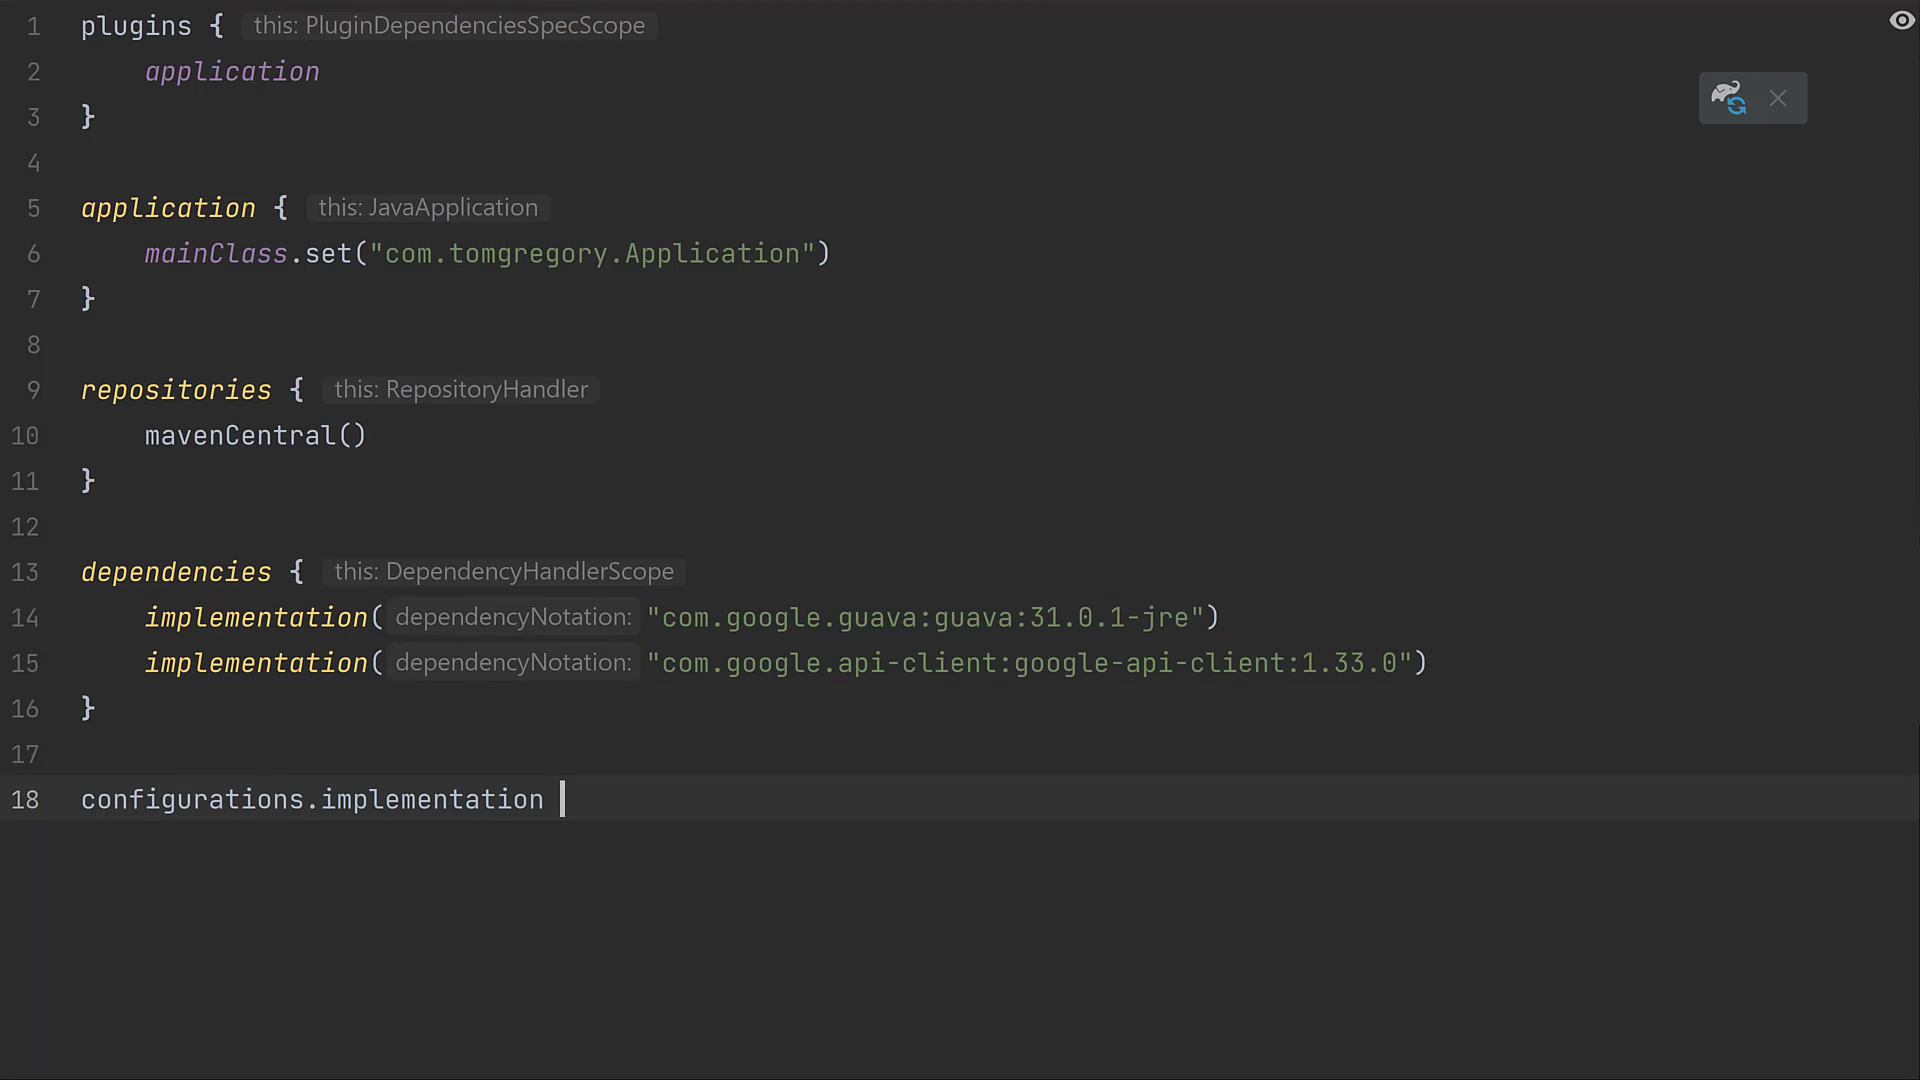 1 plugins { this: PluginDependenciesSpecScope
2 application
3 }
4
5 application { this: JavaApplication
6 mainClass.set("com.tomgregory.Application")
7 }
8
9 repositories { this: RepositoryHandler
10 mavenCentral()
11 }
12
13 dependencies { this: DependencyHandlerScope
14 implementation( dependencyNotation: "com.google.guava:guava:31.0.1-jre")
15 implementation( dependencyNotation: "com.google.api-client:google-api-client:1.33.0")
16 }
17
18 configurations.implementation